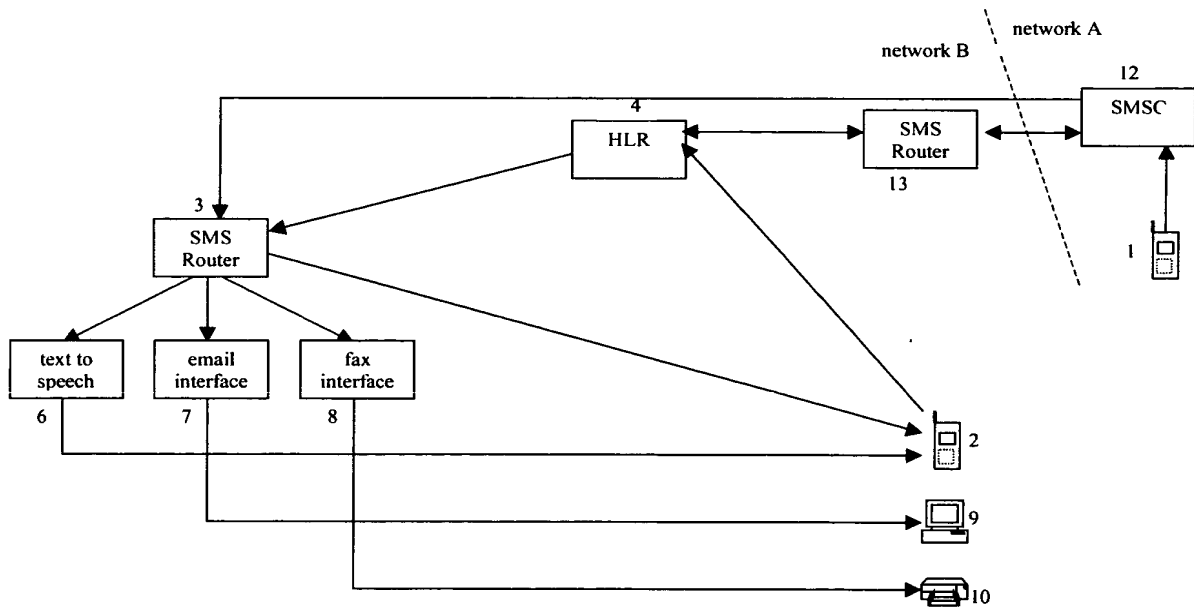 network A
network B
12
SMSC
4
HLR
SMS
Router
13
3
SMS
Router
1
text to
speech
email
interface
fax
interface
6
7
8
2
9
10